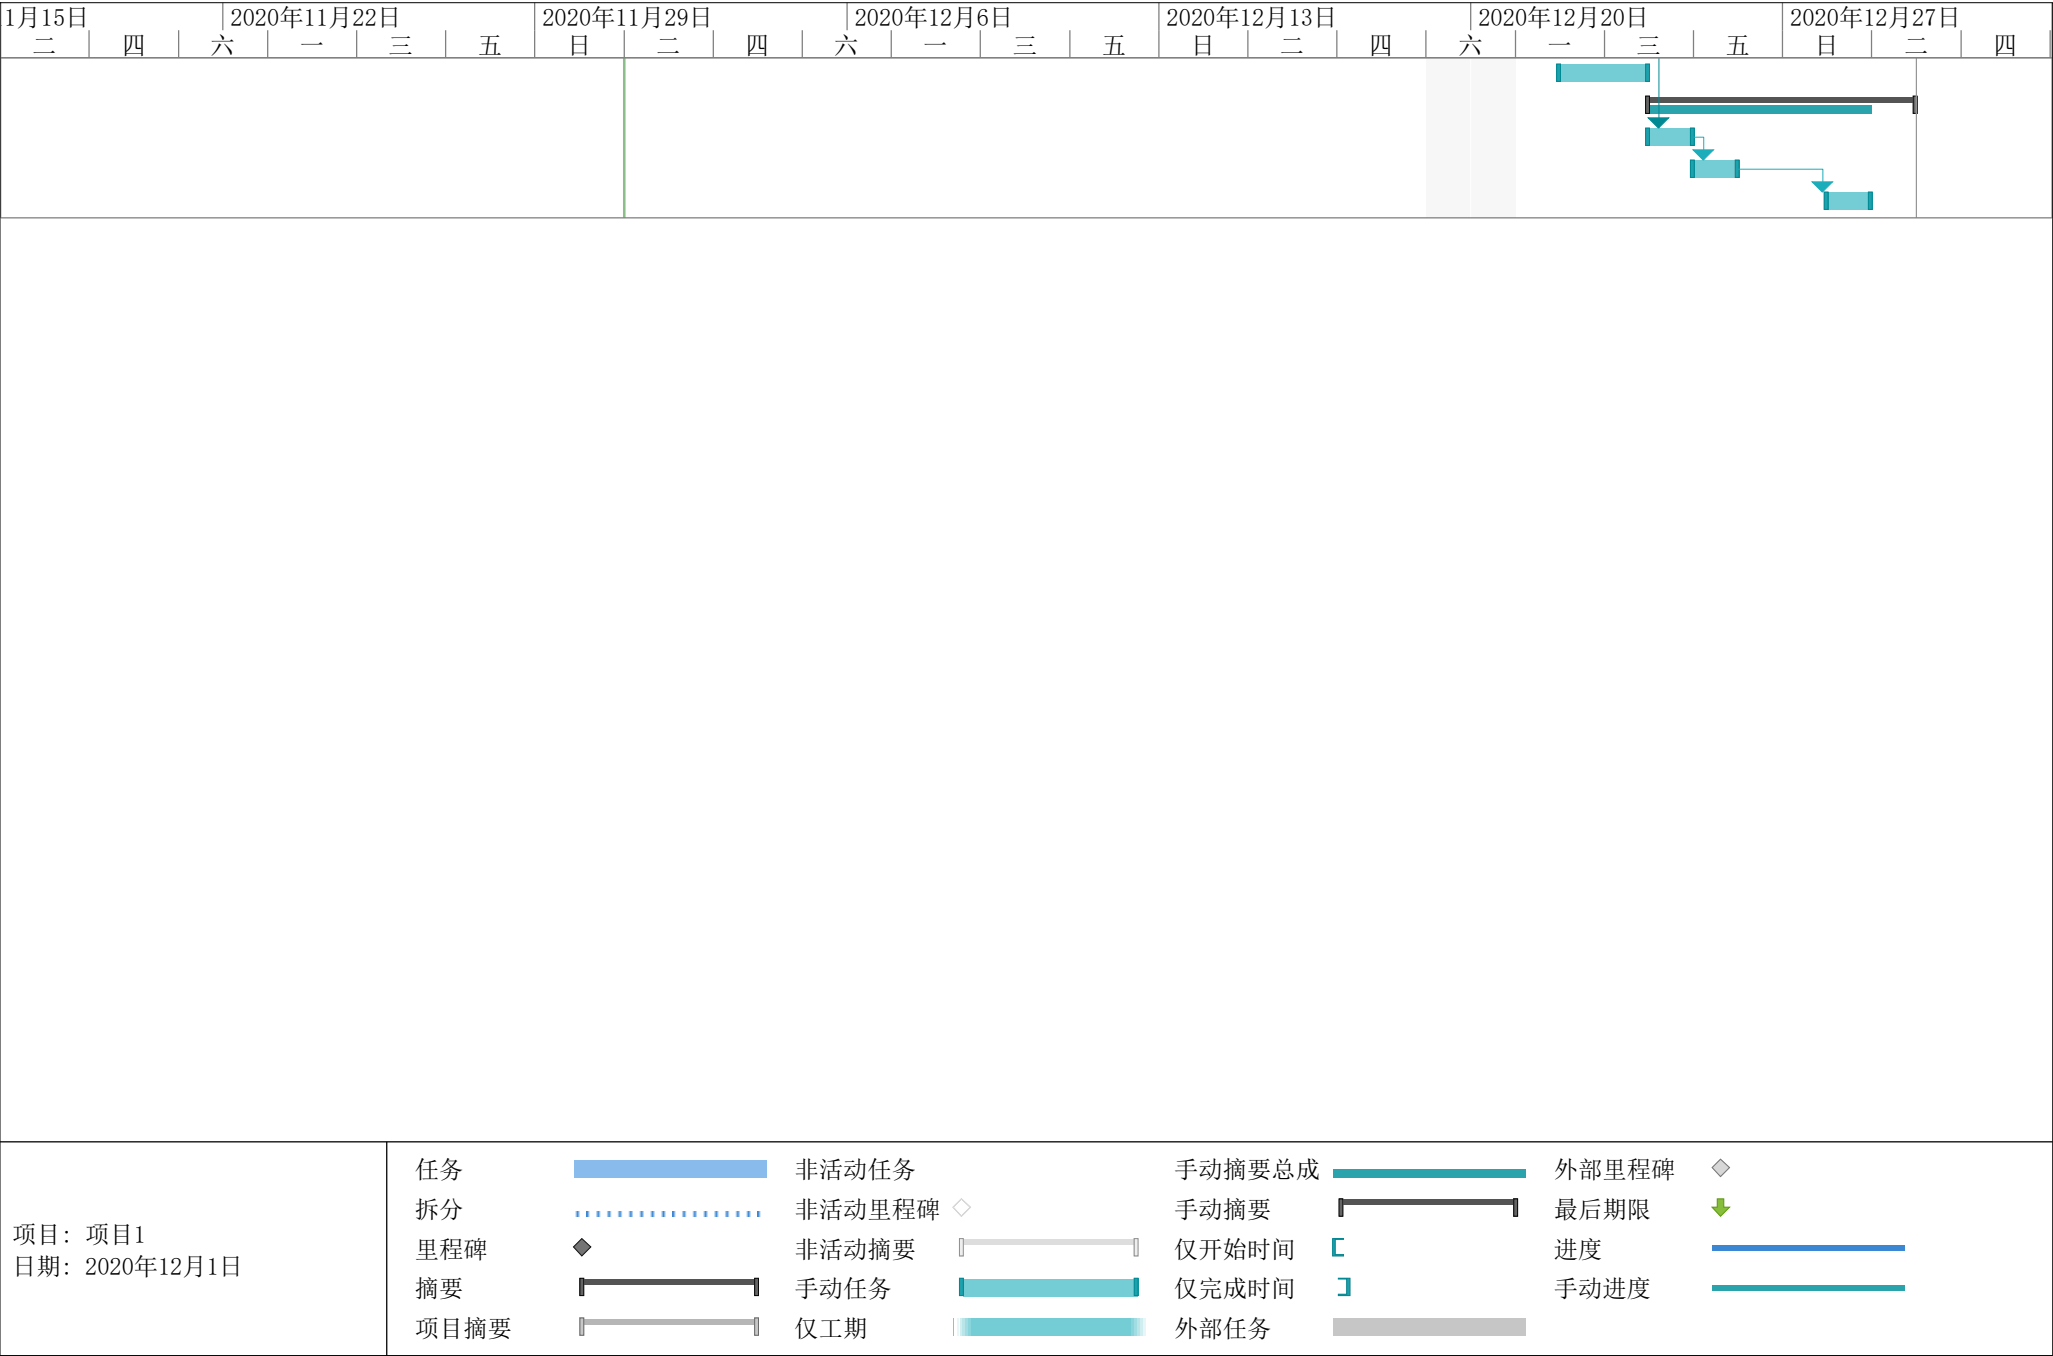 1月15日 2020年11月22日 2020年11月29日 2020年12月6日 2020年12月13日 2020年12月20日 2020年12月27日
二 四 六 一 三 五 日 二 四 六 一 三 五 日 二 四 六 一 三 五 日 二 四
项目: 项目1
日期: 2020年12月1日
任务
拆分
里程碑
摘要
项目摘要
非活动任务
非活动里程碑
非活动摘要
手动任务
仅工期
手动摘要总成
手动摘要
仅开始时间
仅完成时间
外部任务
外部里程碑
最后期限
进度
手动进度